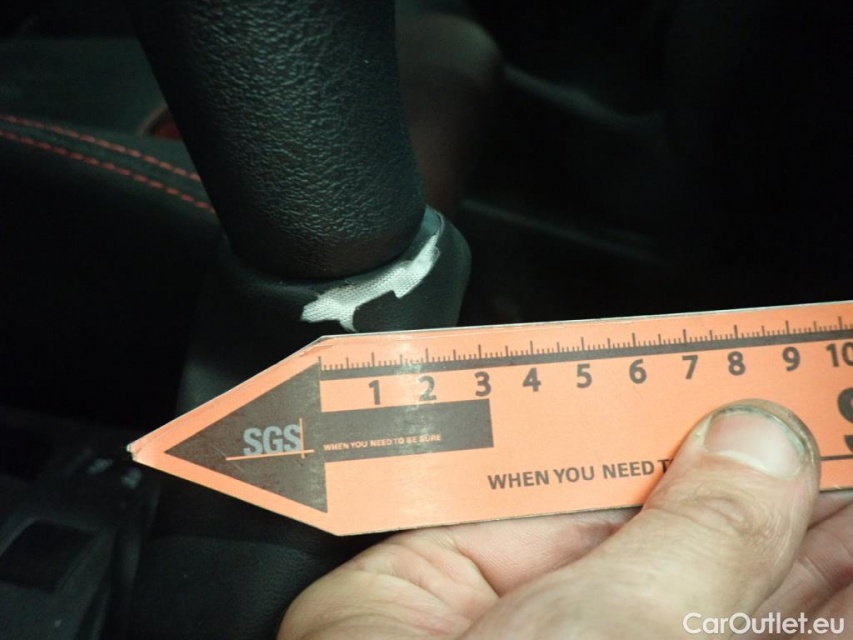 1 2 3 4 5 6 7 8 9 10
SGS WHEN YOU NEED TO BE SURE
WHEN YOU NEED
CarOutlet.eu